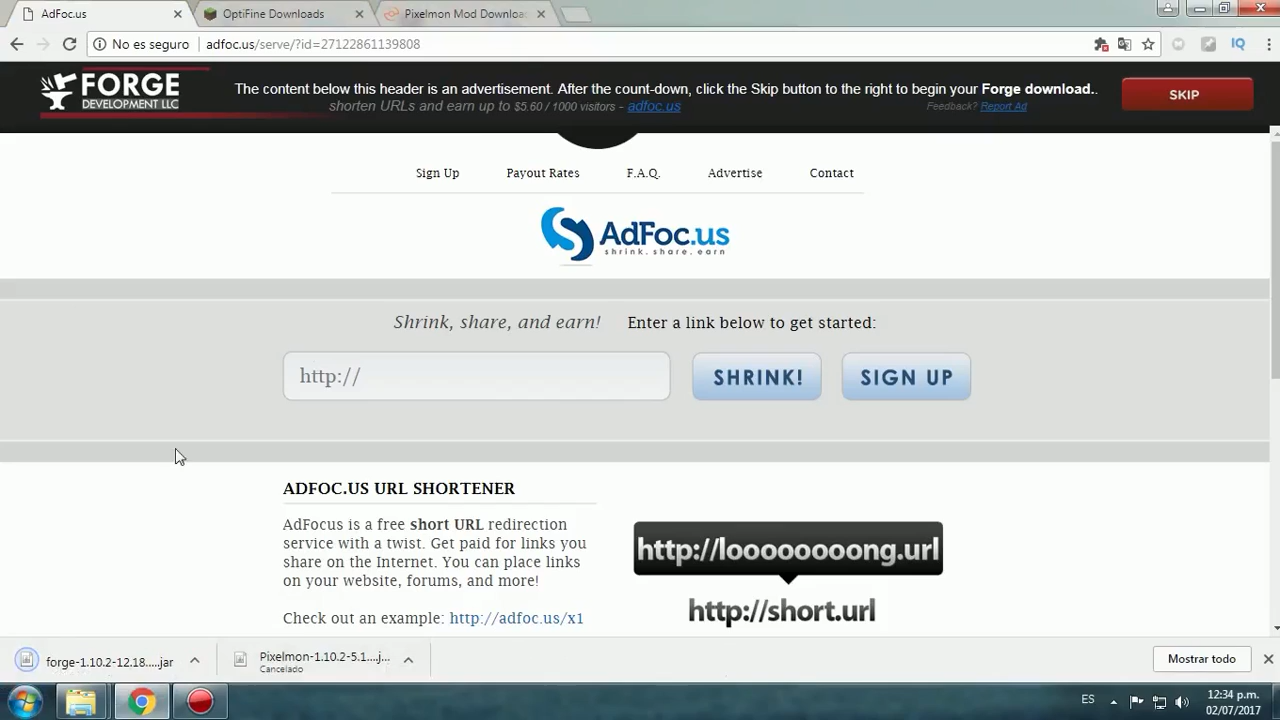 AdFoc.us
OptiFine Downloads
Pixelmon Mod Downloa
No es seguro
adfoc.us/serve/?id=27122861139808
FORGE
DEVELOPMENT LLC
The content below this header is an advertisement. After the count-down, click the Skip button to the right to begin your Forge download..
shorten URLs and earn up to $5.60 / 1000 visitors - adfoc.us
Feedback? Report Ad
SKIP
Sign Up
Payout Rates
F.A.Q.
Advertise
Contact
AdFoc.us
shrink. share. earn
Shrink, share, and earn!
Enter a link below to get started:
http://
SHRINK!
SIGN UP
ADFOC.US URL SHORTENER
AdFocus is a free short URL redirection
service with a twist. Get paid for links you
share on the Internet. You can place links
on your website, forums, and more!
Check out an example: http://adfoc.us/x1
http://looooooooong.url
http://short.url
forge-1.10.2-12.18.....jar
Pixelmon-1.10.2-5.1....j...
Cancelado
Mostrar todo
IQ
ES
12:34 p.m.
02/07/2017